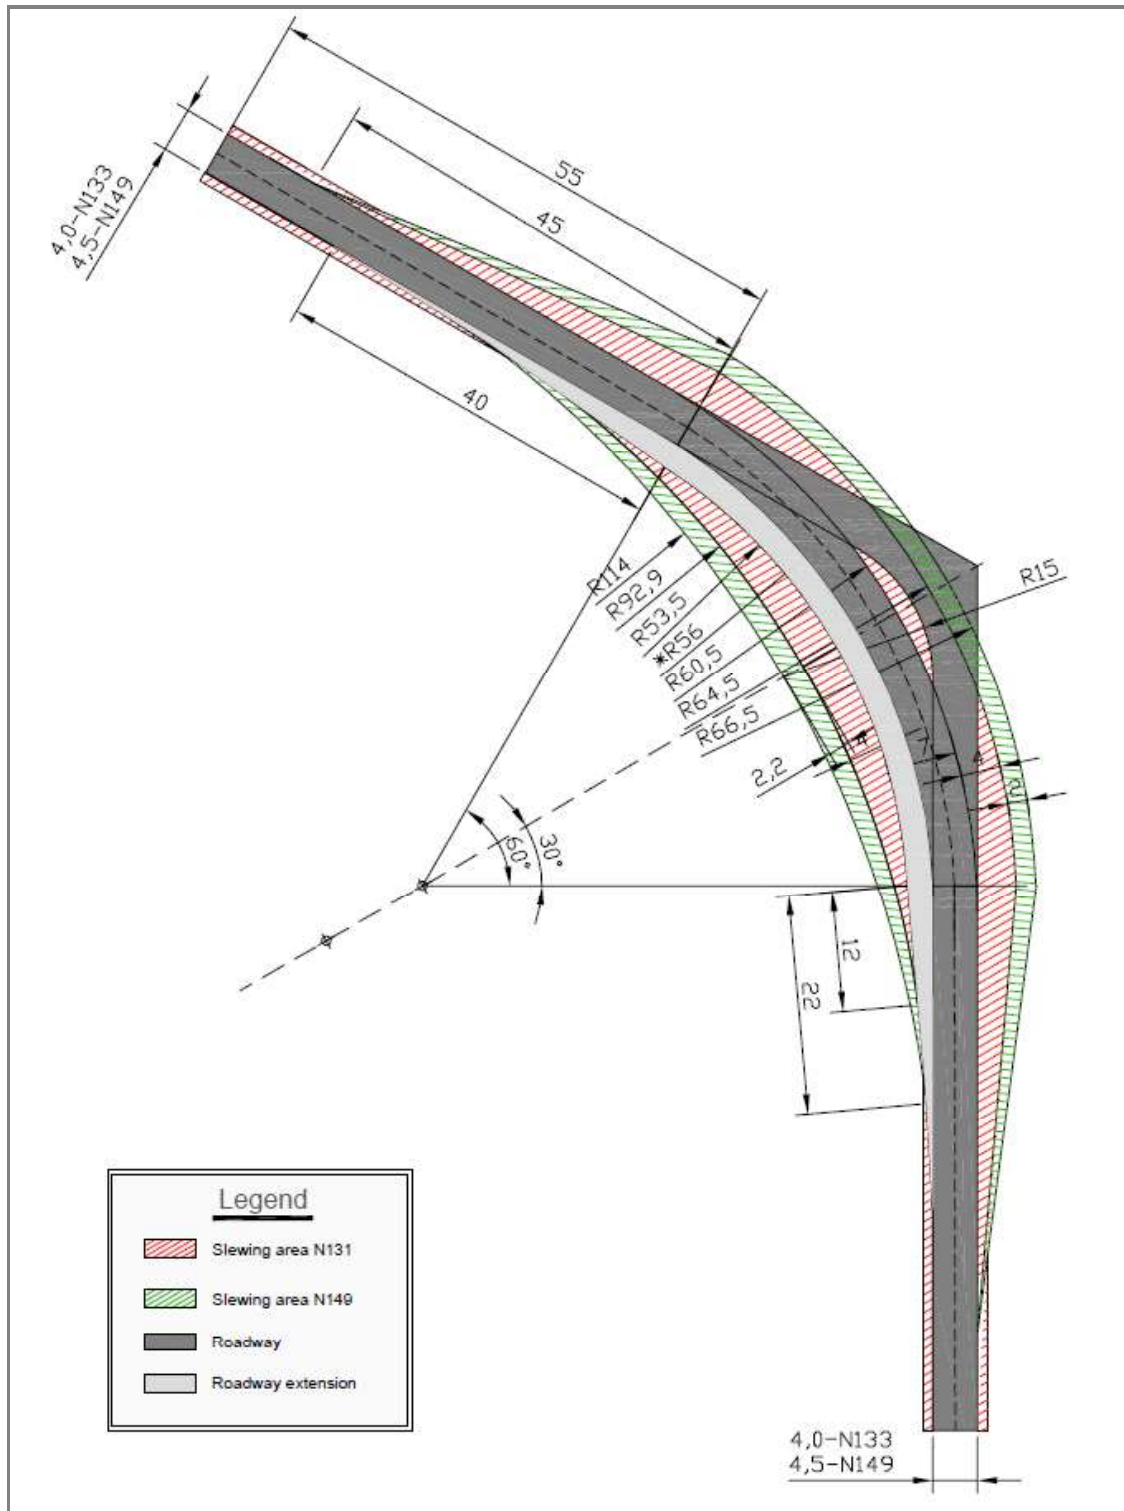 55
45
4,0-N133
4,5-N149
40
R15
R114
R92,9
R53,5
*R56
R60,5
R64,5
R66,5
2,2
4
4
2
60°
30°
12
22
Legend
Slewing area N131
Slewing area N149
Roadway
Roadway extension
4,0-N133
4,5-N149